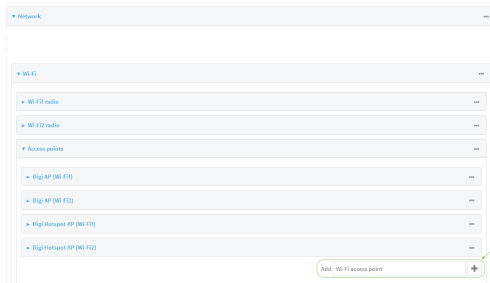 Network
Wi-Fi
Wi-Fi1 radio
Wi-Fi2 radio
Access points
Digi AP (Wi-Fi1)
Digi AP (Wi-Fi2)
Digi Hotspot AP (Wi-Fi1)
Digi Hotspot AP (Wi-Fi2)
Add Wi-Fi access point